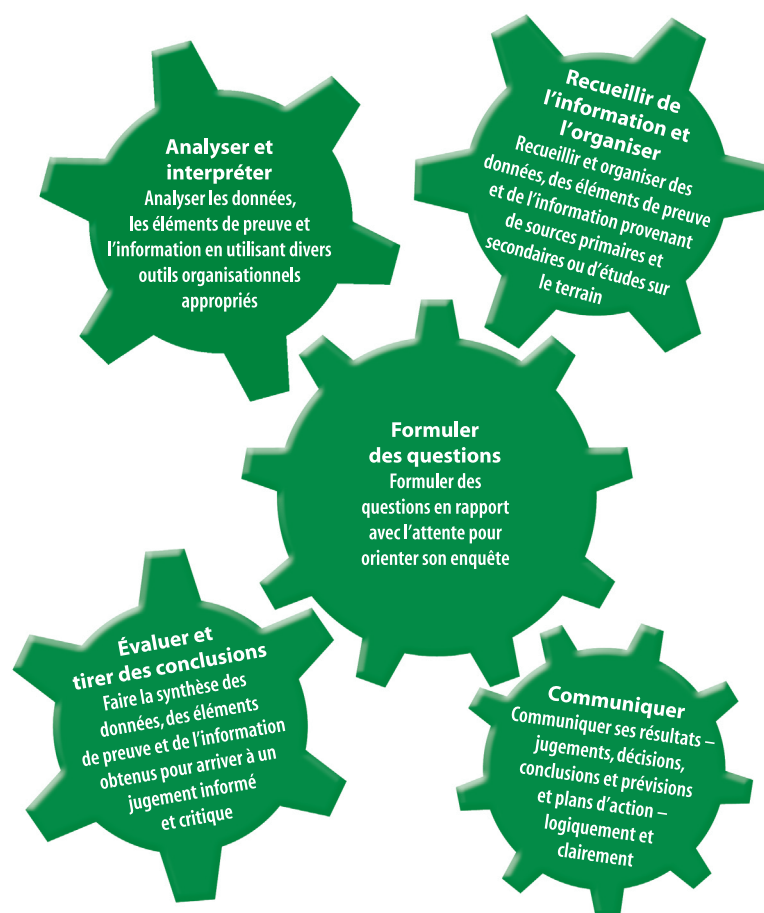 Analyser et
interpréter
Analyser les données,
les éléments de preuve et
l'information en utilisant divers
outils organisationnels
appropriés
Recueillir de
l'information et
l'organiser
Recueillir et organiser des
données, des éléments de preuve
et de l'information provenant
de sources primaires et
secondaires ou d'études sur
le terrain
Formuler
des questions
Formuler des
questions en rapport
avec l'attente pour
orienter son enquête
Évaluer et
tirer des conclusions
Faire la synthèse des
données, des éléments
de preuve et de l'information
obtenus pour arriver à un
jugement informé
et critique
Communiquer
Communiquer ses résultats –
jugements, décisions,
conclusions et prévisions
et plans d'action –
logiquement et
clairement